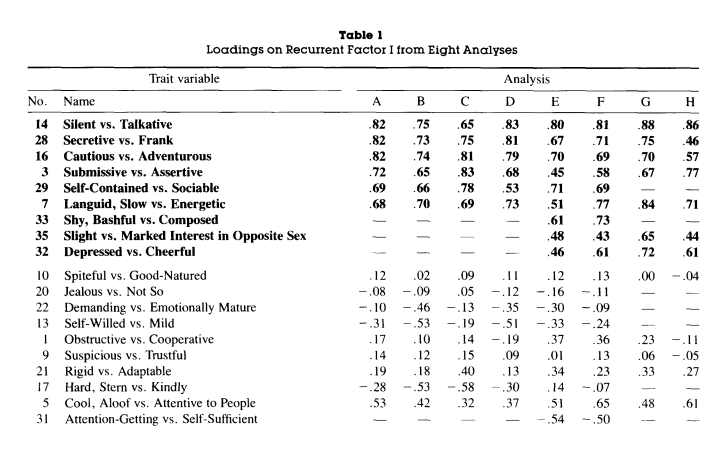 Table 1
Loadings on Recurrent Factor I from Eight Analyses
Trait variable Analysis
No. Name A B C D E F G H
14 Silent vs. Talkative .82 .75 .65 .83 .80 .81 .88 .86
28 Secretive vs. Frank .82 .73 .75 .81 .67 .71 .75 .46
16 Cautious vs. Adventurous .82 .74 .81 .79 .70 .69 .70 .57
3 Submissive vs. Assertive .72 .65 .83 .68 .45 .58 .67 .77
29 Self-Contained vs. Sociable .69 .66 .78 .53 .71 .69 — —
7 Languid, Slow vs. Energetic .68 .70 .69 .73 .51 .77 .84 .71
33 Shy, Bashful vs. Composed — — — — .61 .73 — —
35 Slight vs. Marked Interest in Opposite Sex — — — — .48 .43 .65 .44
32 Depressed vs. Cheerful — — — — .46 .61 .72 .61
10 Spiteful vs. Good-Natured .12 .02 .09 .11 .12 .13 .00 −.04
20 Jealous vs. Not So −.08 −.09 .05 −.12 −.16 −.11 — —
22 Demanding vs. Emotionally Mature −.10 −.46 −.13 −.35 −.30 −.09 — —
13 Self-Willed vs. Mild −.31 −.53 −.19 −.51 −.33 −.24 — —
1 Obstructive vs. Cooperative .17 .10 .14 −.19 .37 .36 .23 −.11
9 Suspicious vs. Trustful .14 .12 .15 .09 .01 .13 .06 −.05
21 Rigid vs. Adaptable .19 .18 .40 .13 .34 .23 .33 .27
17 Hard, Stern vs. Kindly −.28 −.53 −.58 −.30 .14 −.07 — —
5 Cool, Aloof vs. Attentive to People .53 .42 .32 .37 .51 .65 .48 .61
31 Attention-Getting vs. Self-Sufficient — — — — −.54 −.50 — —